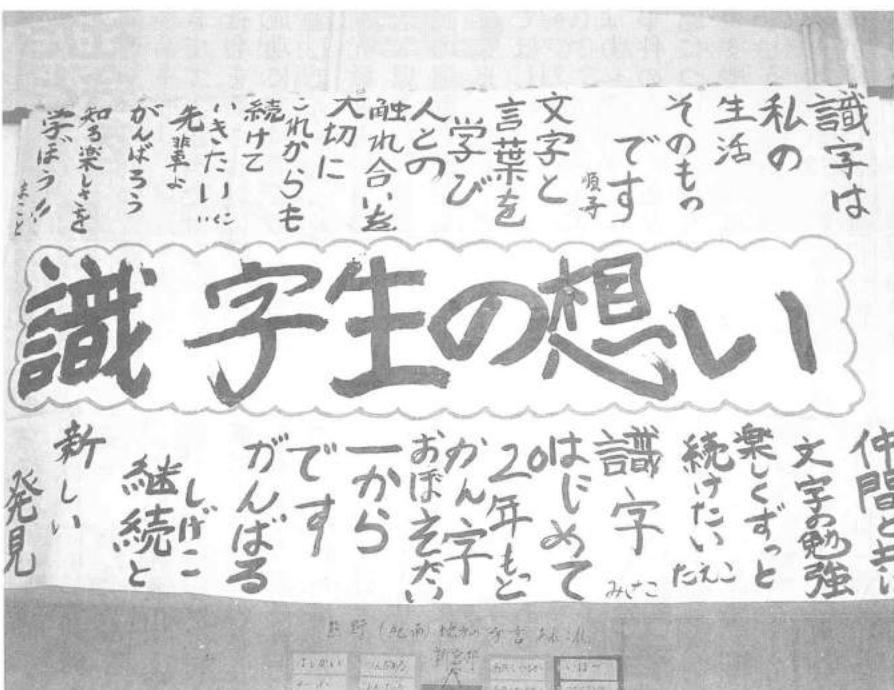 識字は
私の
生活
そのもの
です
順子
文字と
言葉を
学び
人との
触れ合いを
大切に
これからも
続けて
いきたい
先輩よ
がんばろう
知る楽しさを
学ぼう!!
まこと
識字生の想い
仲間と共に
文字の勉強
楽しくずっと
続けたい
たえこ
識字
みさこ
はじめて
20年もっと
かん字
おぼえたい
一から
です
がんばる
しげこ
継続と
新しい
発見